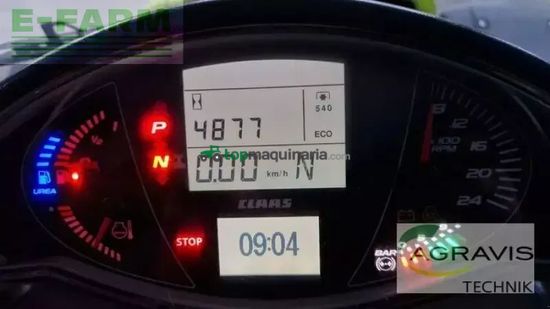 E-FARM
540
P
4877
ECO
topmaquinaria.com
N
0.00 km/h N
UREA
8
12
x100
RPM
16
20
24
CLAAS
STOP
09:04
BAR
AGRAVIS
TECHNIK